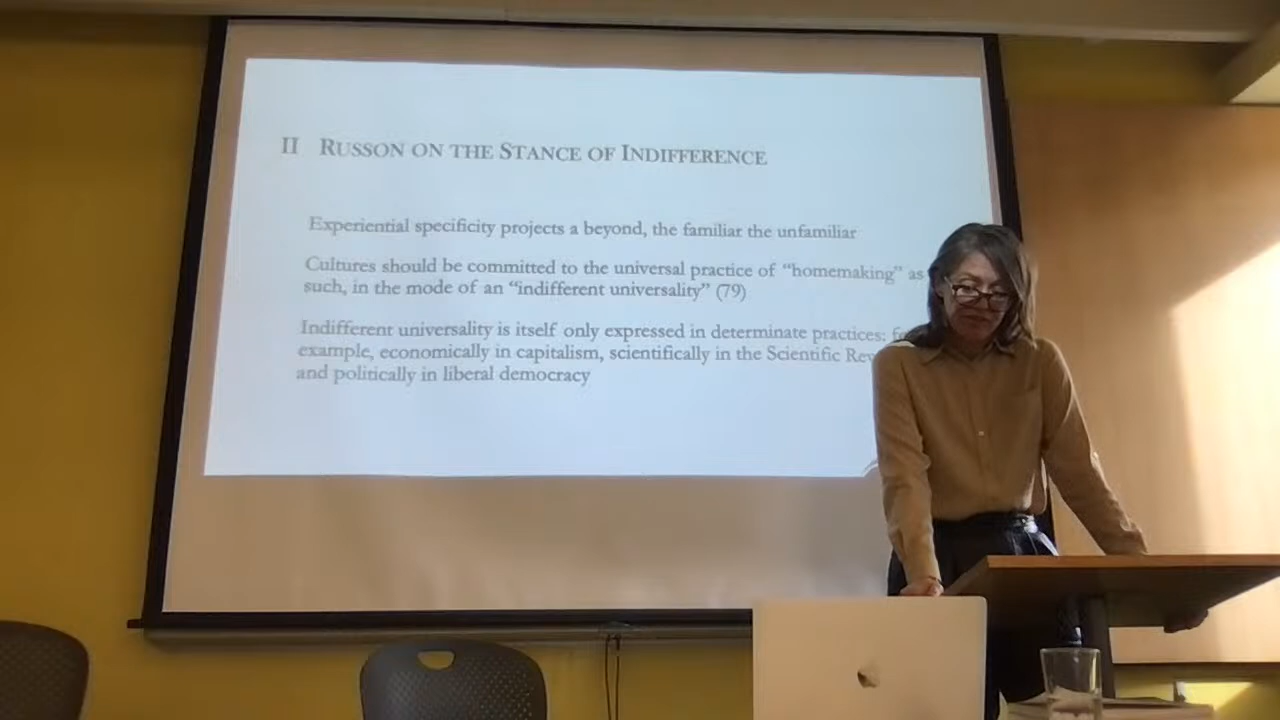 II RUSSON ON THE STANCE OF INDIFFERENCE
Experiential specificity projects a beyond, the familiar the unfamiliar
Cultures should be committed to the universal practice of “homemaking” as
such, in the mode of an “indifferent universality” (79)
Indifferent universality is itself only expressed in determinate practices:
example, economically in capitalism, scientifically in the Scientific
and politically in liberal democracy